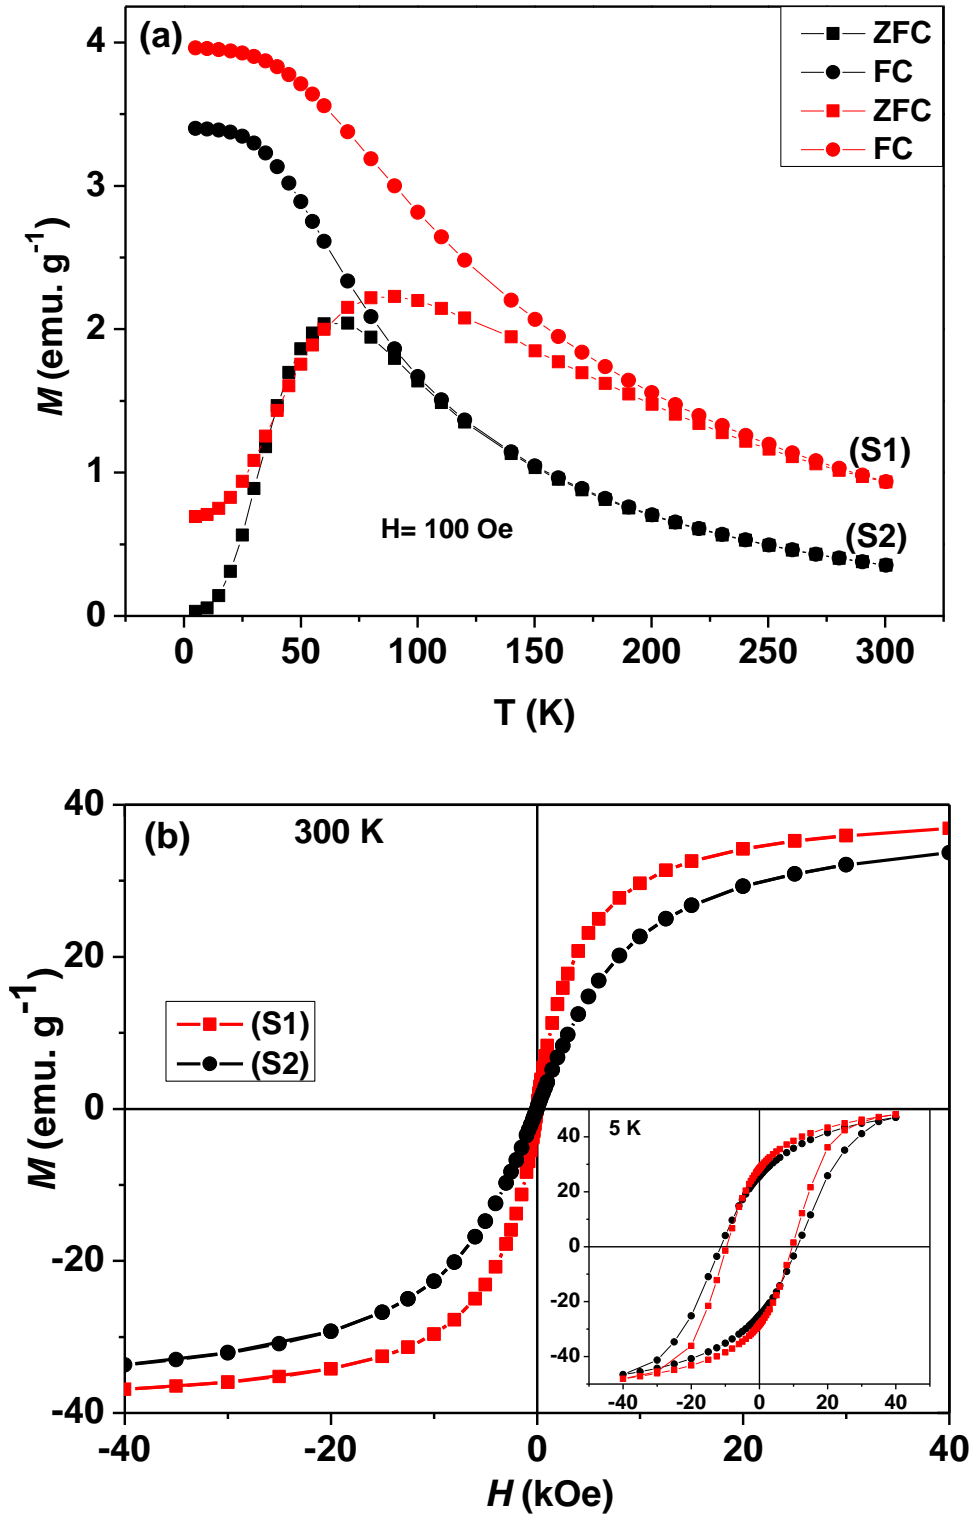 (a)
ZFC
FC
ZFC
FC
4
3
2
1
0
M (emu. g⁻¹)
(S1)
(S2)
H= 100 Oe
0 50 100 150 200 250 300
T (K)
(b)
300 K
40
20
0
-20
-40
M (emu. g⁻¹)
(S1)
(S2)
5 K
40
20
0
-20
-40
-40 -20 0 20 40
-40 -20 0 20 40
H (kOe)